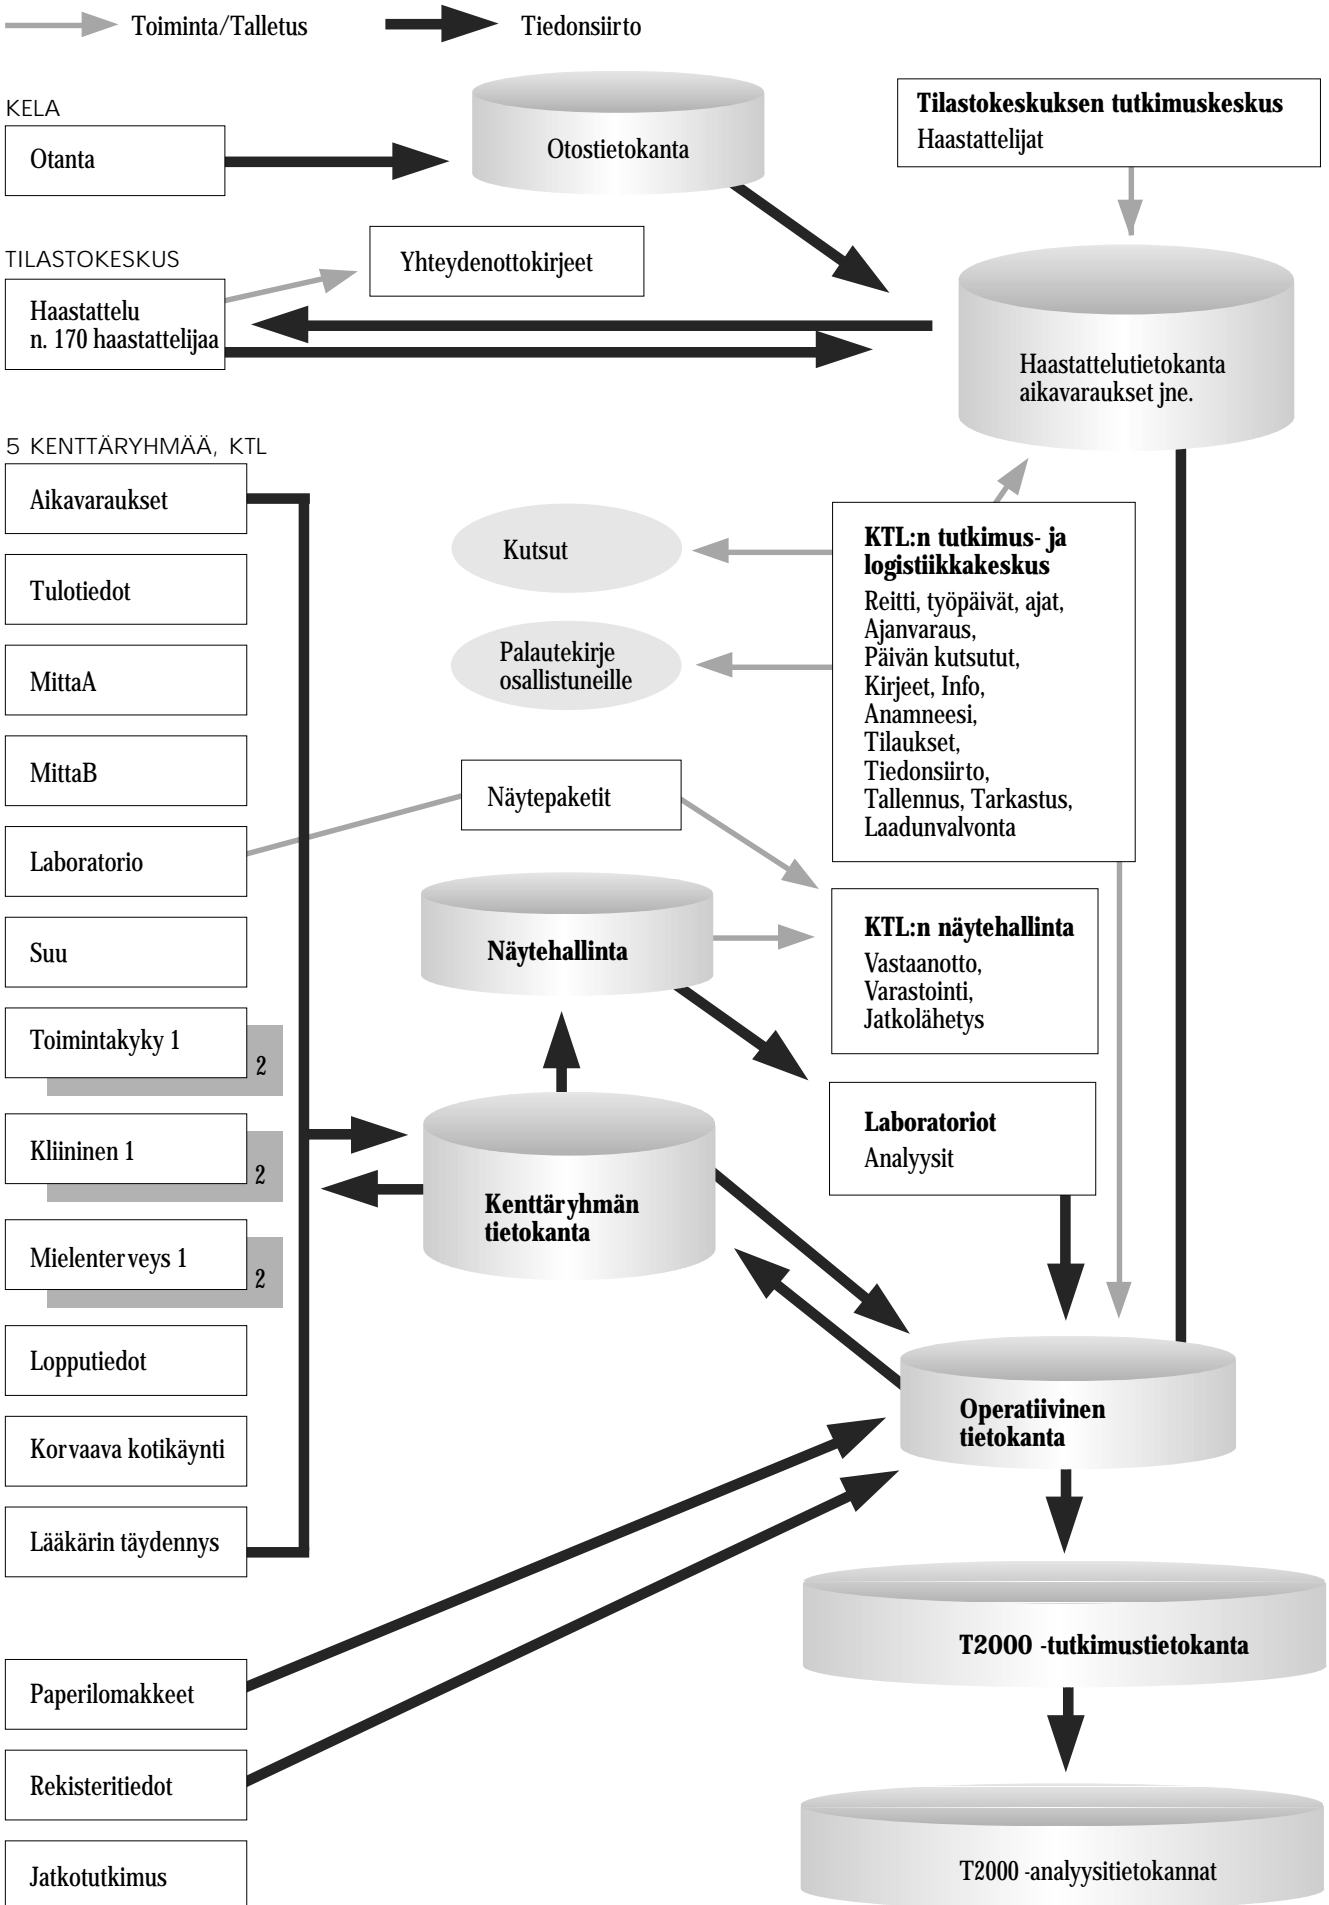 Toiminta/Talletus
Tiedonsiirto
KELA
Otanta
Otostietokanta
Tilastokeskuksen tutkimuskeskus
Haastattelijat
TILASTOKESKUS
Haastattelu
n. 170 haastattelijaa
Yhteydenottokirjeet
Haastattelutietokanta
aikavaraukset jne.
5 KENTTÄRYHMÄÄ, KTL
Aikavaraukset
Tulotiedot
MittaA
MittaB
Laboratorio
Suu
Toimintakyky 1
2
Kliininen 1
2
Mielenterveys 1
2
Lopputiedot
Korvaava kotikäynti
Lääkärin täydennys
Paperilomakkeet
Rekisteritiedot
Jatkotutkimus
Kutsut
Palautekirje
osallistuneille
Näytepaketit
Näytehallinta
Kenttäryhmän
tietokanta
KTL:n tutkimus- ja
logistiikkakeskus
Reitti, työpäivät, ajat,
Ajanvaraus,
Päivän kutsutut,
Kirjeet, Info,
Anamneesi,
Tilaukset,
Tiedonsiirto,
Tallennus, Tarkastus,
Laadunvalvonta
KTL:n näytehallinta
Vastaanotto,
Varastointi,
Jatkolähetys
Laboratoriot
Analyysit
Operatiivinen
tietokanta
T2000 -tutkimustietokanta
T2000 -analyysitietokannat